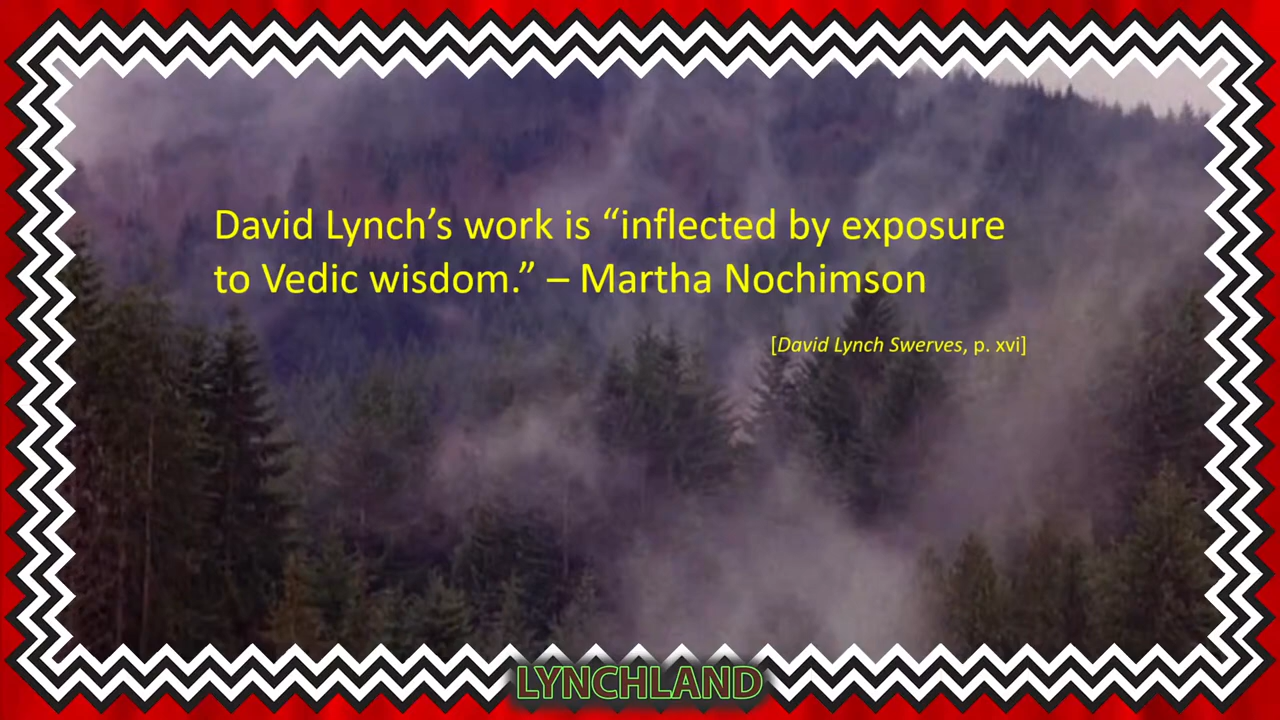 David Lynch’s work is “inflected by exposure
to Vedic wisdom.” – Martha Nochimson
[David Lynch Swerves, p. xvi]
LYNCHLAND